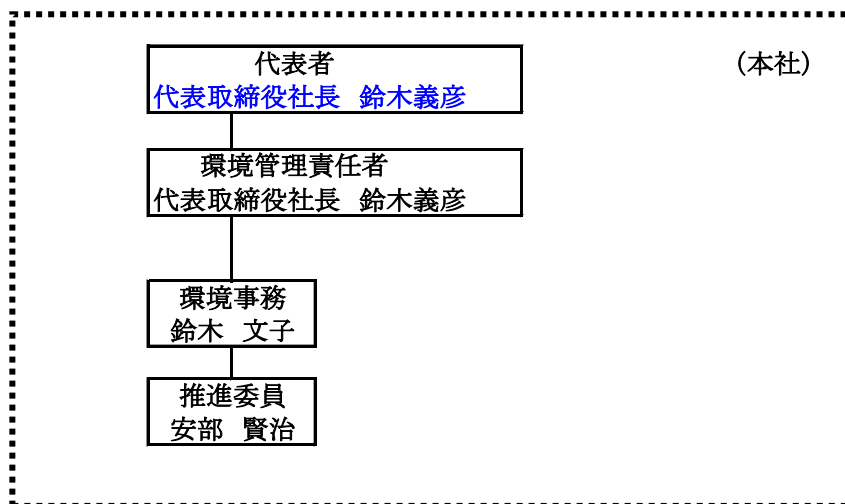 代表者
(本社)
代表取締役社長 鈴木義彦
環境管理責任者
代表取締役社長 鈴木義彦
環境事務
鈴木 文子
推進委員
安部 賢治